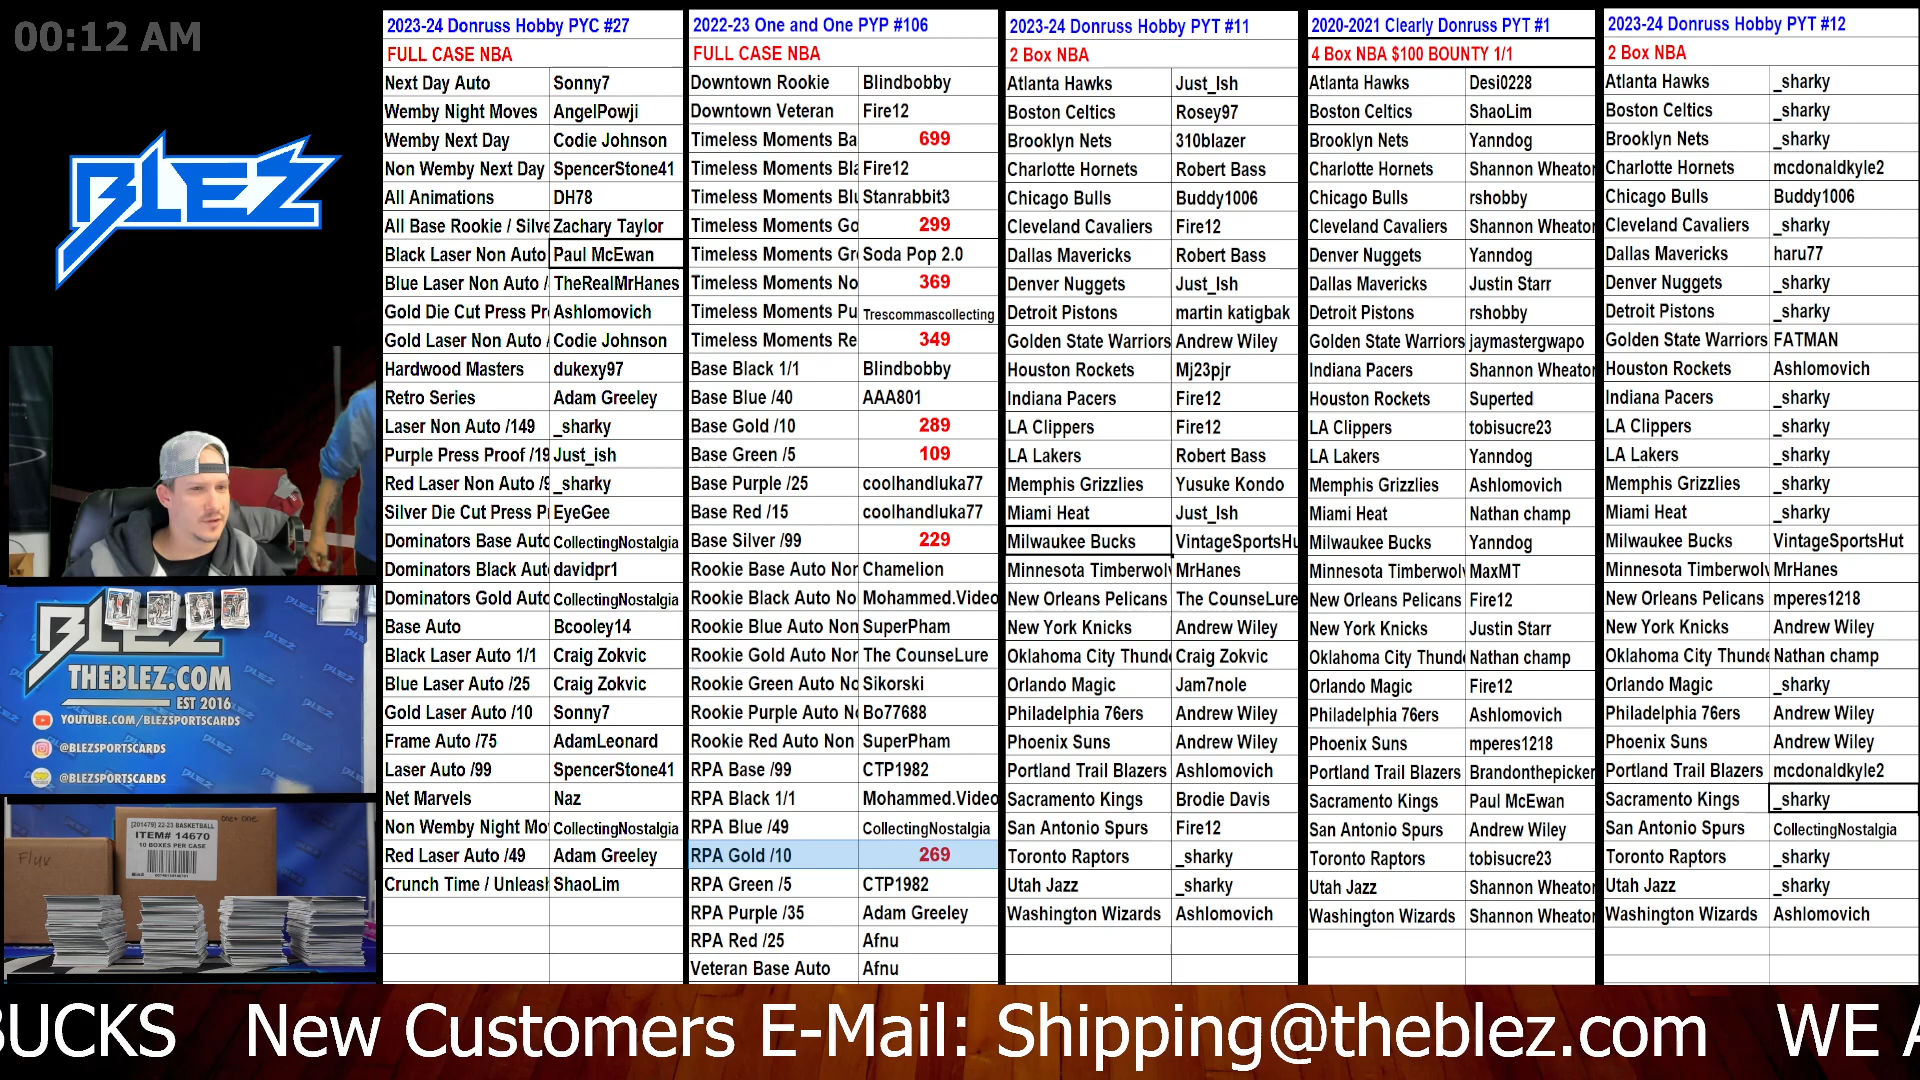 00:12 AM
BLEZ
BLEZ
THEBLEZ.COM
EST 2016
YOUTUBE.COM/BLEZSPORTSCARDS
@BLEZSPORTSCARDS
@BLEZSPORTSCARDS
Flux
one + one
[201479] 22-23 BASKETBALL
ITEM# 14670
10 BOXES PER CASE
2023-24 Donruss Hobby PYC #27
FULL CASE NBA
Next Day Auto Sonny7
Wemby Night Moves AngelPowji
Wemby Next Day Codie Johnson
Non Wemby Next Day SpencerStone41
All Animations DH78
All Base Rookie / Silve Zachary Taylor
Black Laser Non Auto Paul McEwan
Blue Laser Non Auto / TheRealMrHanes
Gold Die Cut Press Pr Ashlomovich
Gold Laser Non Auto / Codie Johnson
Hardwood Masters dukexy97
Retro Series Adam Greeley
Laser Non Auto /149 _sharky
Purple Press Proof /19 Just_ish
Red Laser Non Auto /9 _sharky
Silver Die Cut Press P EyeGee
Dominators Base Auto CollectingNostalgia
Dominators Black Aut davidpr1
Dominators Gold Auto CollectingNostalgia
Base Auto Bcooley14
Black Laser Auto 1/1 Craig Zokvic
Blue Laser Auto /25 Craig Zokvic
Gold Laser Auto /10 Sonny7
Frame Auto /75 AdamLeonard
Laser Auto /99 SpencerStone41
Net Marvels Naz
Non Wemby Night Mo CollectingNostalgia
Red Laser Auto /49 Adam Greeley
Crunch Time / Unleash ShaoLim
2022-23 One and One PYP #106
FULL CASE NBA
Downtown Rookie Blindbobby
Downtown Veteran Fire12
Timeless Moments Ba 699
Timeless Moments Bla Fire12
Timeless Moments Blu Stanrabbit3
Timeless Moments Go 299
Timeless Moments Gr Soda Pop 2.0
Timeless Moments No 369
Timeless Moments Pu Trescommascollecting
Timeless Moments Re 349
Base Black 1/1 Blindbobby
Base Blue /40 AAA801
Base Gold /10 289
Base Green /5 109
Base Purple /25 coolhandluka77
Base Red /15 coolhandluka77
Base Silver /99 229
Rookie Base Auto Nor Chamelion
Rookie Black Auto No Mohammed.Video
Rookie Blue Auto Non SuperPham
Rookie Gold Auto Nor The CounseLure
Rookie Green Auto No Sikorski
Rookie Purple Auto N Bo77688
Rookie Red Auto Non SuperPham
RPA Base /99 CTP1982
RPA Black 1/1 Mohammed.Video
RPA Blue /49 CollectingNostalgia
RPA Gold /10 269
RPA Green /5 CTP1982
RPA Purple /35 Adam Greeley
RPA Red /25 Afnu
Veteran Base Auto Afnu
2023-24 Donruss Hobby PYT #11
2 Box NBA
Atlanta Hawks Just_Ish
Boston Celtics Rosey97
Brooklyn Nets 310blazer
Charlotte Hornets Robert Bass
Chicago Bulls Buddy1006
Cleveland Cavaliers Fire12
Dallas Mavericks Robert Bass
Denver Nuggets Just_Ish
Detroit Pistons martin katigbak
Golden State Warriors Andrew Wiley
Houston Rockets Mj23pjr
Indiana Pacers Fire12
LA Clippers Fire12
LA Lakers Robert Bass
Memphis Grizzlies Yusuke Kondo
Miami Heat Just_Ish
Milwaukee Bucks VintageSportsHu
Minnesota Timberwolv MrHanes
New Orleans Pelicans The CounseLure
New York Knicks Andrew Wiley
Oklahoma City Thund Craig Zokvic
Orlando Magic Jam7nole
Philadelphia 76ers Andrew Wiley
Phoenix Suns Andrew Wiley
Portland Trail Blazers Ashlomovich
Sacramento Kings Brodie Davis
San Antonio Spurs Fire12
Toronto Raptors _sharky
Utah Jazz _sharky
Washington Wizards Ashlomovich
2020-2021 Clearly Donruss PYT #1
4 Box NBA $100 BOUNTY 1/1
Atlanta Hawks Desi0228
Boston Celtics ShaoLim
Brooklyn Nets Yanndog
Charlotte Hornets Shannon Wheaton
Chicago Bulls rshobby
Cleveland Cavaliers Shannon Wheaton
Denver Nuggets Yanndog
Dallas Mavericks Justin Starr
Detroit Pistons rshobby
Golden State Warriors jaymastergwapo
Indiana Pacers Shannon Wheaton
Houston Rockets Superted
LA Clippers tobisucre23
LA Lakers Yanndog
Memphis Grizzlies Ashlomovich
Miami Heat Nathan champ
Milwaukee Bucks Yanndog
Minnesota Timberwolv MaxMT
New Orleans Pelicans Fire12
New York Knicks Justin Starr
Oklahoma City Thunde Nathan champ
Orlando Magic Fire12
Philadelphia 76ers Ashlomovich
Phoenix Suns mperes1218
Portland Trail Blazers Brandonthepicker
Sacramento Kings Paul McEwan
San Antonio Spurs Andrew Wiley
Toronto Raptors tobisucre23
Utah Jazz Shannon Wheaton
Washington Wizards Shannon Wheaton
2023-24 Donruss Hobby PYT #12
2 Box NBA
Atlanta Hawks _sharky
Boston Celtics _sharky
Brooklyn Nets _sharky
Charlotte Hornets mcdonaldkyle2
Chicago Bulls Buddy1006
Cleveland Cavaliers _sharky
Dallas Mavericks haru77
Denver Nuggets _sharky
Detroit Pistons _sharky
Golden State Warriors FATMAN
Houston Rockets Ashlomovich
Indiana Pacers _sharky
LA Clippers _sharky
LA Lakers _sharky
Memphis Grizzlies _sharky
Miami Heat _sharky
Milwaukee Bucks VintageSportsHut
Minnesota Timberwolv MrHanes
New Orleans Pelicans mperes1218
New York Knicks Andrew Wiley
Oklahoma City Thunde Nathan champ
Orlando Magic _sharky
Philadelphia 76ers Andrew Wiley
Phoenix Suns Andrew Wiley
Portland Trail Blazers mcdonaldkyle2
Sacramento Kings _sharky
San Antonio Spurs CollectingNostalgia
Toronto Raptors _sharky
Utah Jazz _sharky
Washington Wizards Ashlomovich
BUCKS New Customers E-Mail: Shipping@theblez.com WE A